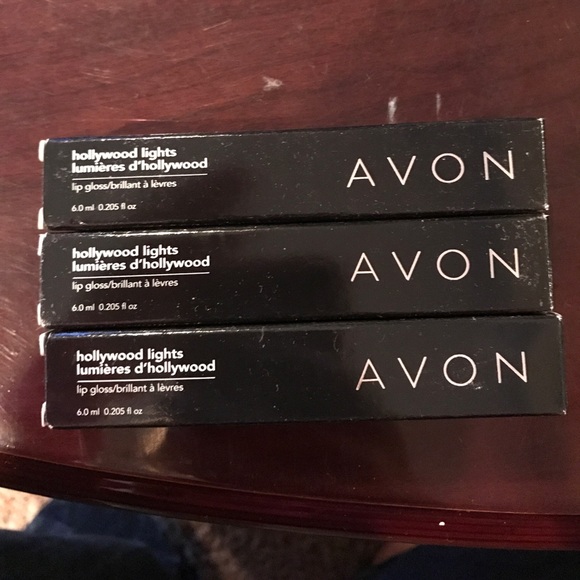 hollywood lights
lumières d'hollywood
lip gloss/brillant à lèvres
6.0 ml 0.205 fl oz
AVON
hollywood lights
lumières d'hollywood
lip gloss/brillant à lèvres
6.0 ml 0.205 fl oz
AVON
hollywood lights
lumières d'hollywood
lip gloss/brillant à lèvres
6.0 ml 0.205 fl oz
AVON